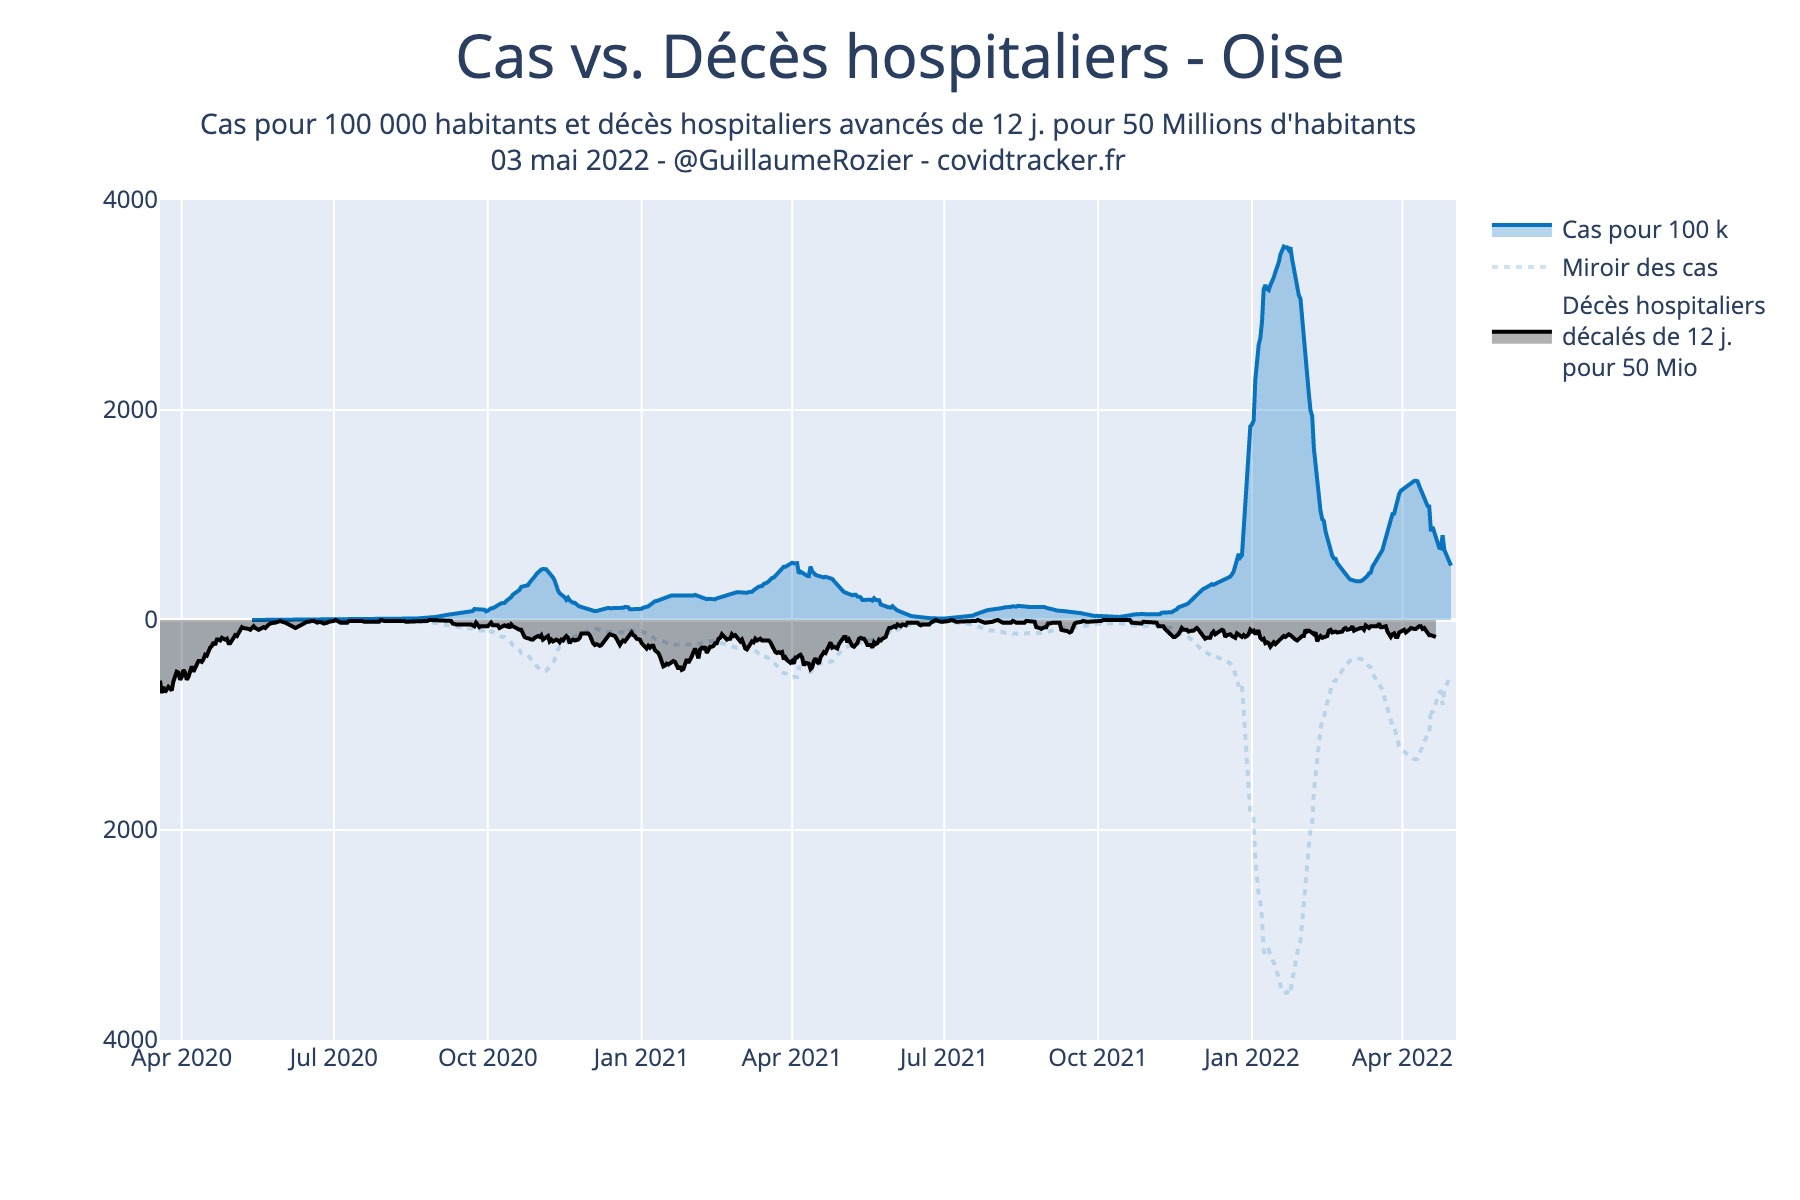 Cas vs. Décès hospitaliers - Oise
Cas pour 100 000 habitants et décès hospitaliers avancés de 12 j. pour 50 Millions d'habitants
03 mai 2022 - @GuillaumeRozier - covidtracker.fr
4000
2000
0
2000
4000
Apr 2020
Jul 2020
Oct 2020
Jan 2021
Apr 2021
Jul 2021
Oct 2021
Jan 2022
Apr 2022
Cas pour 100 k
Miroir des cas
Décès hospitaliers
décalés de 12 j.
pour 50 Mio